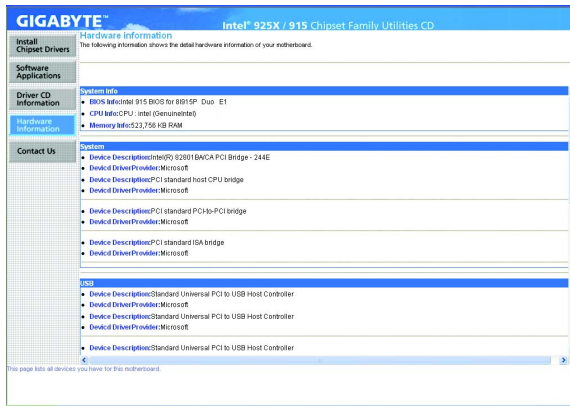 GIGABYTE™
Intel® 925X / 915 Chipset Family Utilities CD
Install
Chipset Drivers
Software
Applications
Driver CD
Information
Hardware
Information
Contact Us
Hardware Information
The following information shows the detail hardware information of your motherboard.
System Info
• BIOS Info:Intel 915 BIOS for 8I915P Duo E1
• CPU Info:CPU : intel (GenuineIntel)
• Memory Info:523,756 KB RAM
System
• Device Description:Intel(R) 82801BA/CA PCI Bridge - 244E
• Devicd DriverProvider:Microsoft
• Device Description:PCI standard host CPU bridge
• Devicd DriverProvider:Microsoft
• Device Description:PCI standard PCI-to-PCI bridge
• Devicd DriverProvider:Microsoft
• Device Description:PCI standard ISA bridge
• Devicd DriverProvider:Microsoft
USB
• Device Description:Standard Universal PCI to USB Host Controller
• Devicd DriverProvider:Microsoft
• Device Description:Standard Universal PCI to USB Host Controller
• Devicd DriverProvider:Microsoft
• Device Description:Standard Universal PCI to USB Host Controller
This page lists all devices you have for this motherboard.